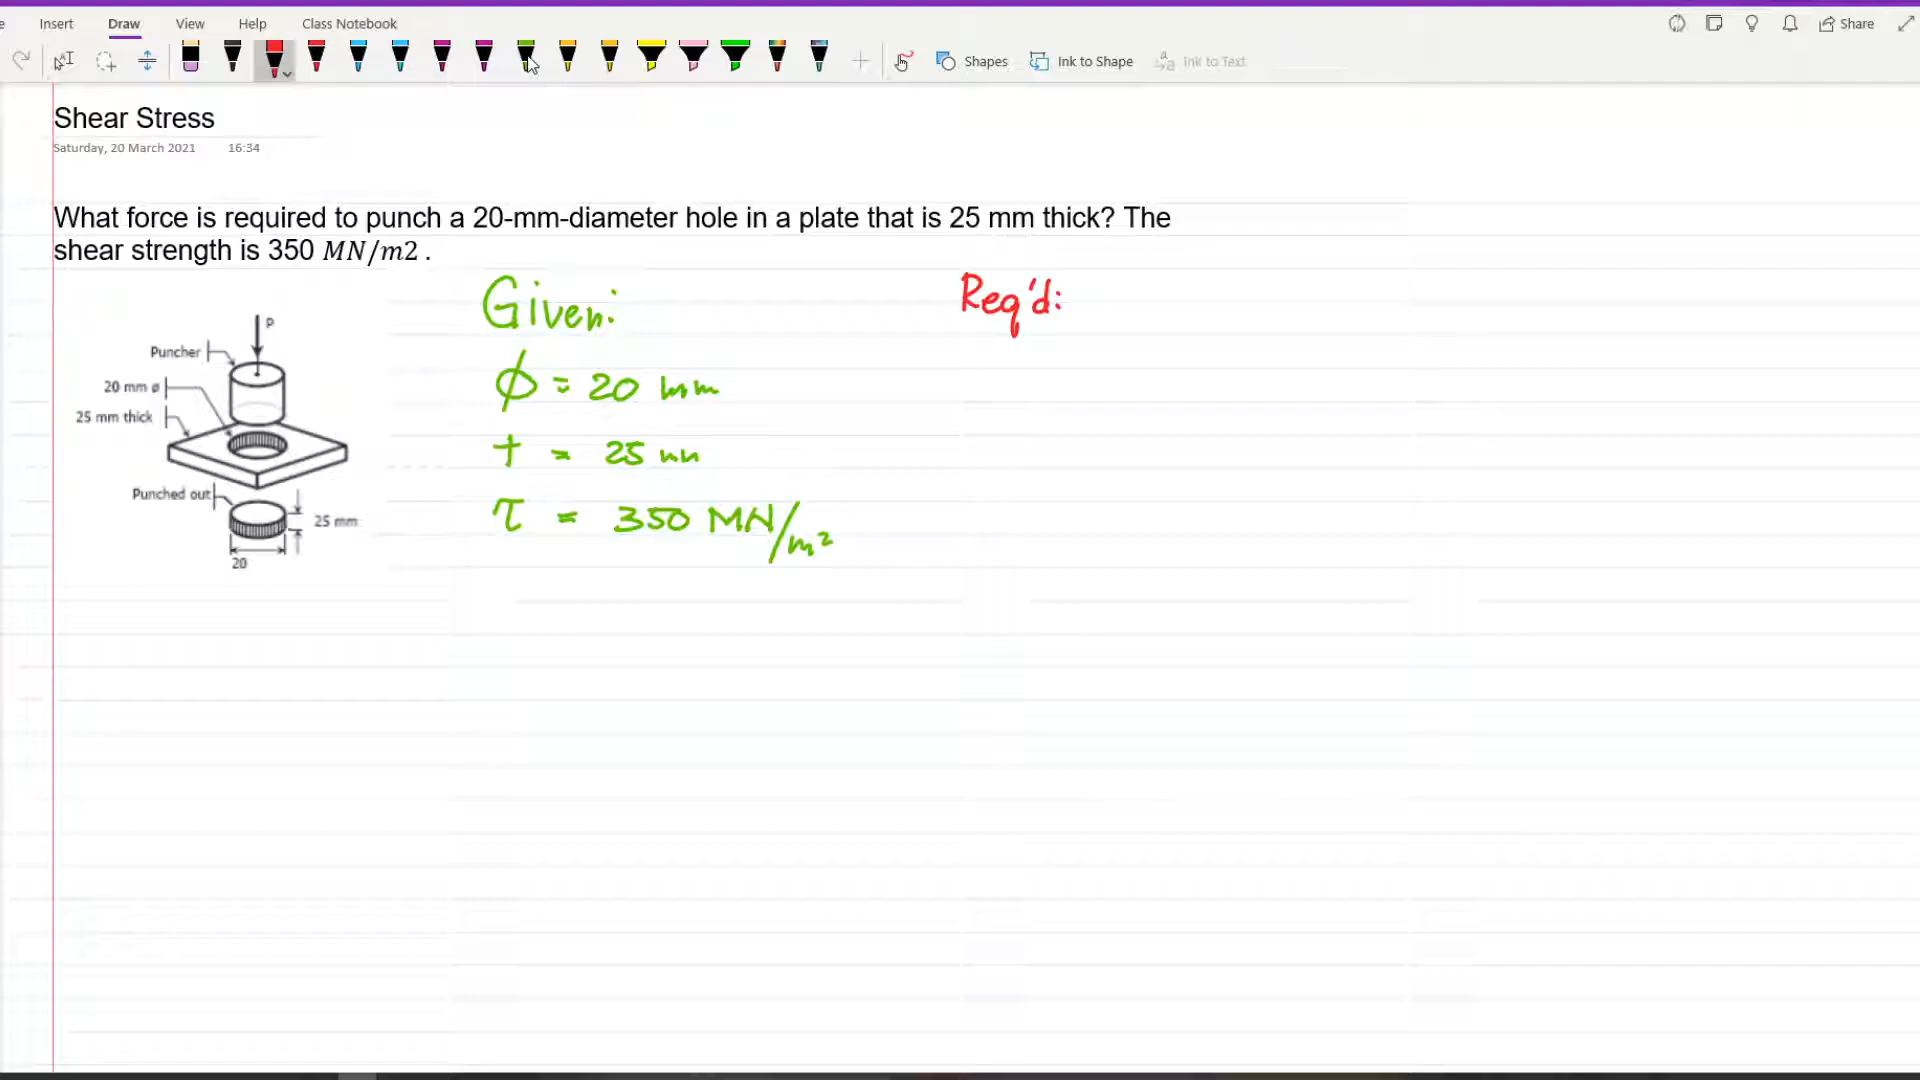 Insert Draw View Help Class Notebook Share
Shapes Ink to Shape Ink to Text
Shear Stress
Saturday, 20 March 2021 16:34
What force is required to punch a 20-mm-diameter hole in a plate that is 25 mm thick? The
shear strength is 350 MN/m2 .
Given:
Req'd:
P
Puncher
20 mm ø
25 mm thick
Punched out
25 mm
20
ϕ = 20 mm
t = 25 mm
τ = 350 MN/m²